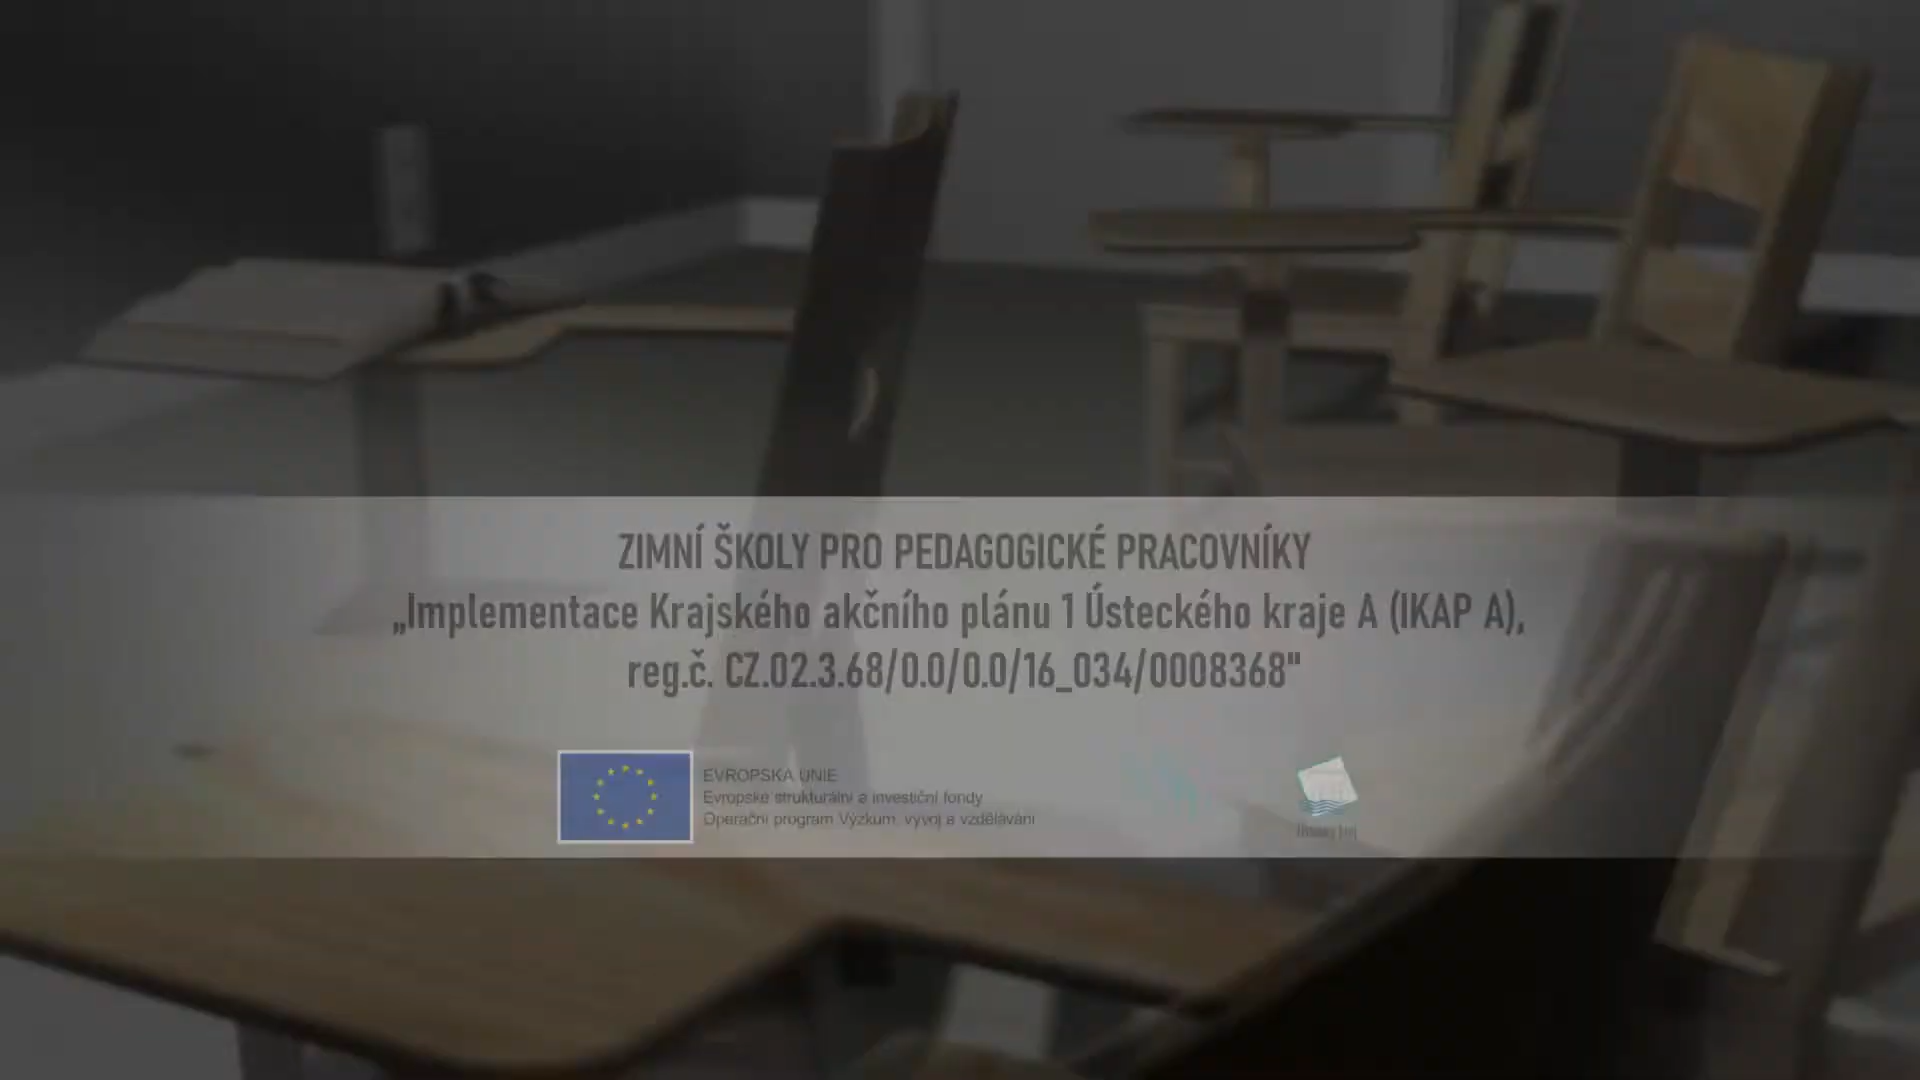 ZIMNÍ ŠKOLY PRO PEDAGOGICKÉ PRACOVNÍKY
„Implementace Krajského akčního plánu 1 Ústeckého kraje A (IKAP A),
reg.č. CZ.02.3.68/0.0/0.0/16_034/0008368"
EVROPSKÁ UNIE
Evropské strukturální a investiční fondy
Operační program Výzkum, vývoj a vzdělávání